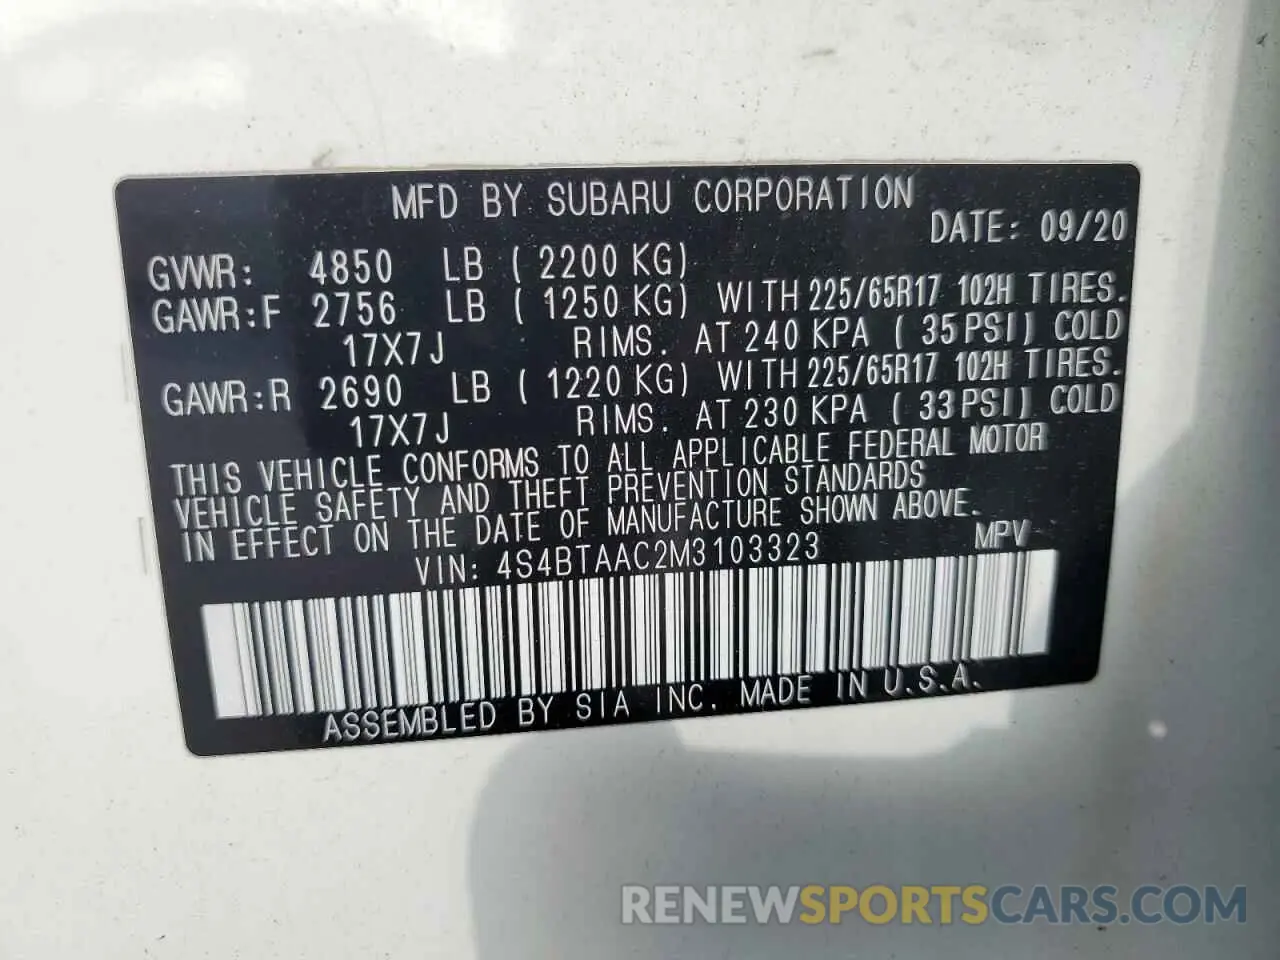 MFD BY SUBARU CORPORATION
DATE: 09/20
GVWR: 4850 LB ( 2200 KG)
GAWR:F 2756 LB ( 1250 KG) WITH 225/65R17 102H TIRES.
17X7J RIMS. AT 240 KPA ( 35 PSI) COLD
GAWR:R 2690 LB ( 1220 KG) WITH 225/65R17 102H TIRES.
17X7J RIMS. AT 230 KPA ( 33 PSI) COLD
THIS VEHICLE CONFORMS TO ALL APPLICABLE FEDERAL MOTOR
VEHICLE SAFETY AND THEFT PREVENTION STANDARDS
IN EFFECT ON THE DATE OF MANUFACTURE SHOWN ABOVE.
VIN: 4S4BTAAC2M3103323 MPV
ASSEMBLED BY SIA INC. MADE IN U.S.A.
RENEWSPORTSCARS.COM